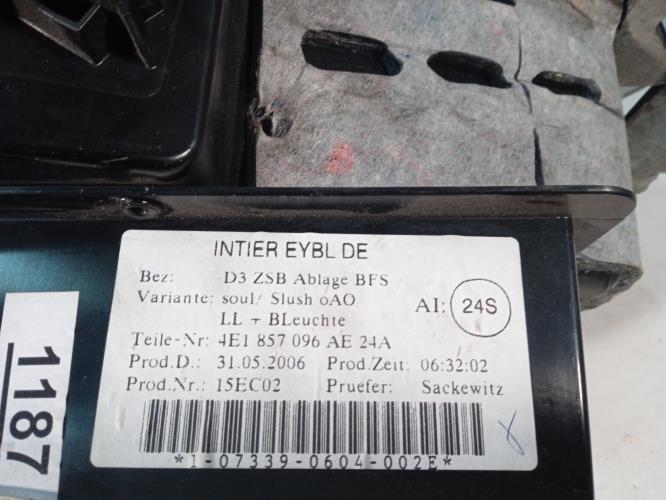 INTIER EYBL DE
Bez: D3 ZSB Ablage BFS
Variante: soul/ Slush oAO
LL + BLeuchte
AI: 24S
Teile-Nr: 4E1 857 096 AE 24A
Prod.D.: 31.05.2006 Prod.Zeit: 06:32:02
Prod.Nr.: 15EC02 Pruefer: Sackewitz
*1-07339-0604-002E*
1187